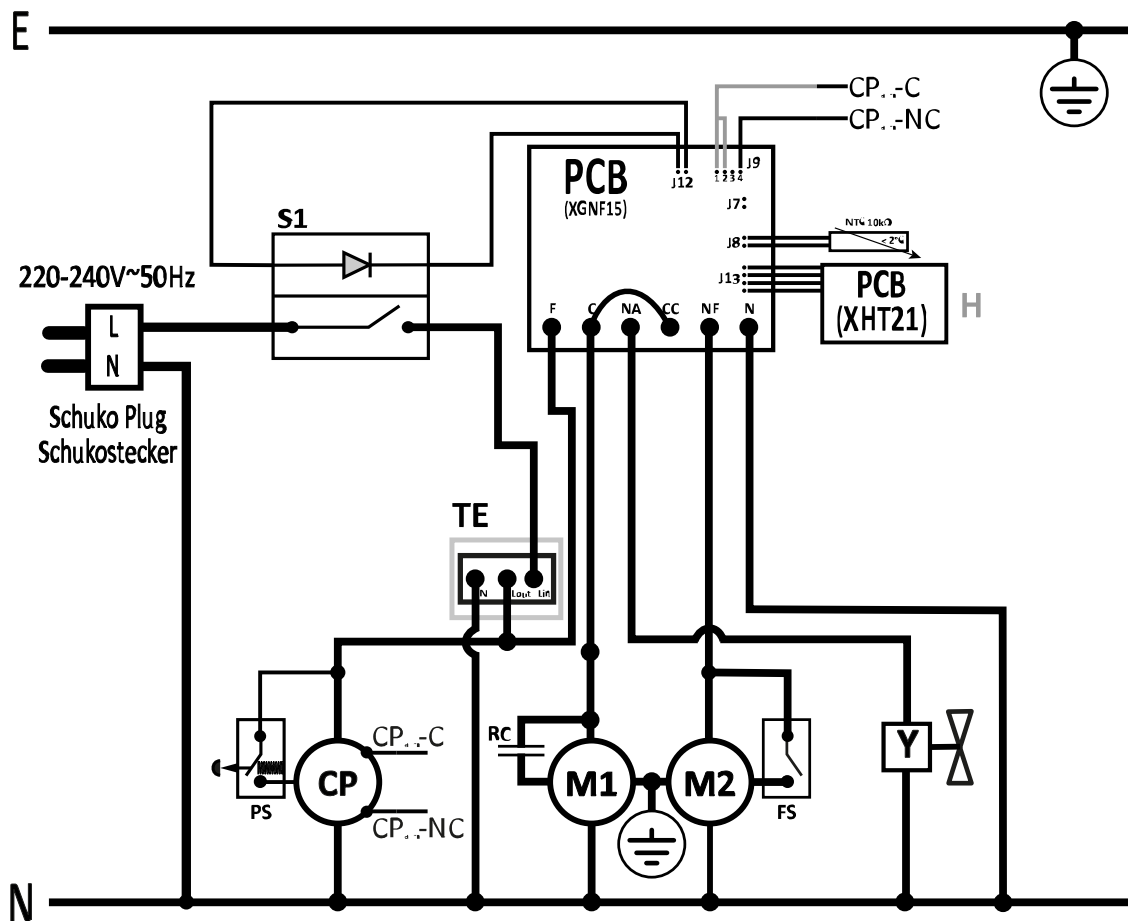 E
CP...-C
CP...-NC
PCB
(XGNF15)
J12
1 2 3 4
J9
J7
S1
J8
NTC 10kΩ
< 2°C
J13
PCB
(XHT21)
H
220-240V~50Hz
L
N
F C NA CC NF N
Schuko Plug
Schukostecker
TE
N Lout Lin
RC
CP...-C
Y
CP
M1
M2
PS
CP...-NC
FS
N